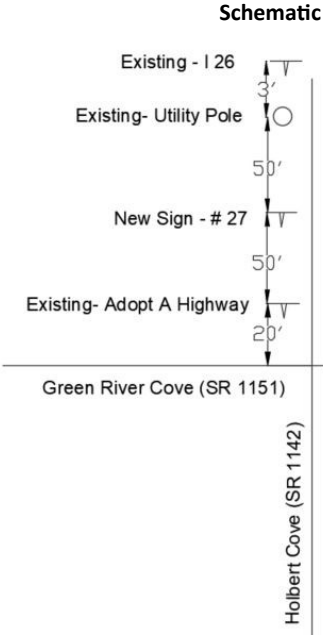 Schematic
Existing - I 26
3'
Existing- Utility Pole
50'
New Sign - # 27
50'
Existing- Adopt A Highway
20'
Green River Cove (SR 1151)
Holbert Cove (SR 1142)